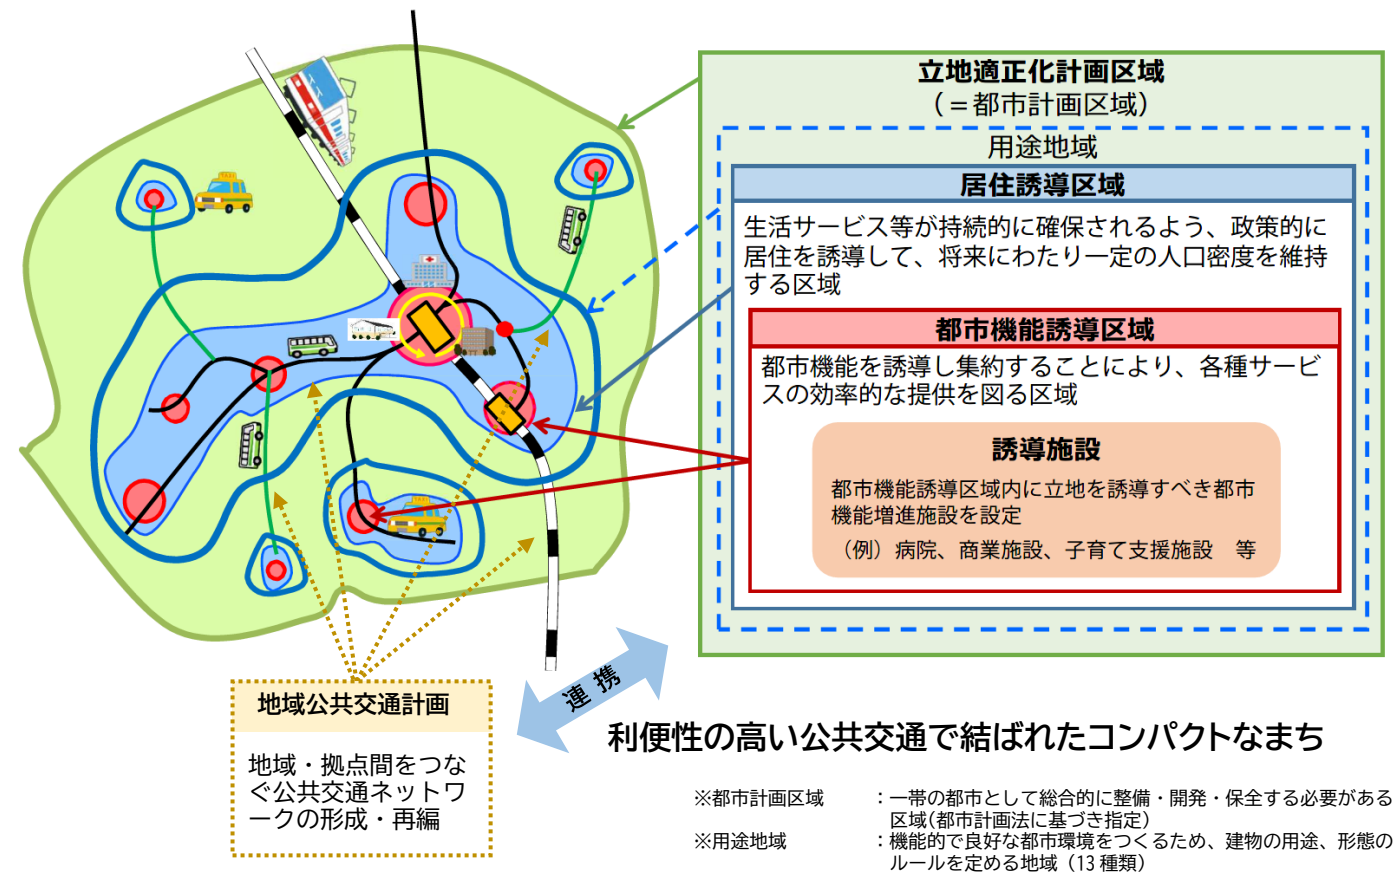 立地適正化計画区域
（＝都市計画区域）
用途地域
居住誘導区域
生活サービス等が持続的に確保されるよう、政策的に
居住を誘導して、将来にわたり一定の人口密度を維持
する区域
都市機能誘導区域
都市機能を誘導し集約することにより、各種サービ
スの効率的な提供を図る区域
誘導施設
都市機能誘導区域内に立地を誘導すべき都市
機能増進施設を設定
（例）病院、商業施設、子育て支援施設　等
地域公共交通計画
地域・拠点間をつな
ぐ公共交通ネットワ
ークの形成・再編
連携
利便性の高い公共交通で結ばれたコンパクトなまち
※都市計画区域　：一帯の都市として総合的に整備・開発・保全する必要がある
区域（都市計画法に基づき指定）
※用途地域　：機能的で良好な都市環境をつくるため、建物の用途、形態の
ルールを定める地域（13種類）